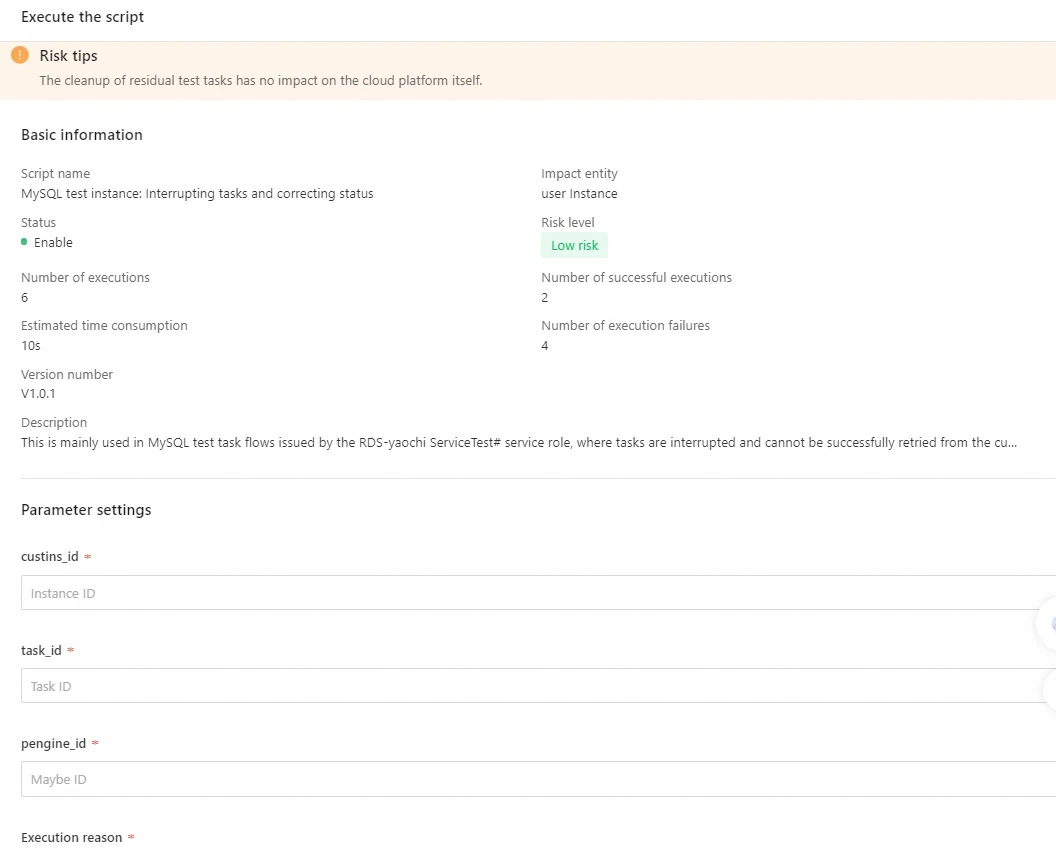 Execute the script
Risk tips
The cleanup of residual test tasks has no impact on the cloud platform itself.
Basic information
Script name
MySQL test instance: Interrupting tasks and correcting status
Impact entity
user Instance
Status
Enable
Risk level
Low risk
Number of executions
6
Number of successful executions
2
Estimated time consumption
10s
Number of execution failures
4
Version number
V1.0.1
Description
This is mainly used in MySQL test task flows issued by the RDS-yaochi ServiceTest# service role, where tasks are interrupted and cannot be successfully retried from the cu...
Parameter settings
custins_id *
Instance ID
task_id *
Task ID
pengine_id *
Maybe ID
Execution reason *